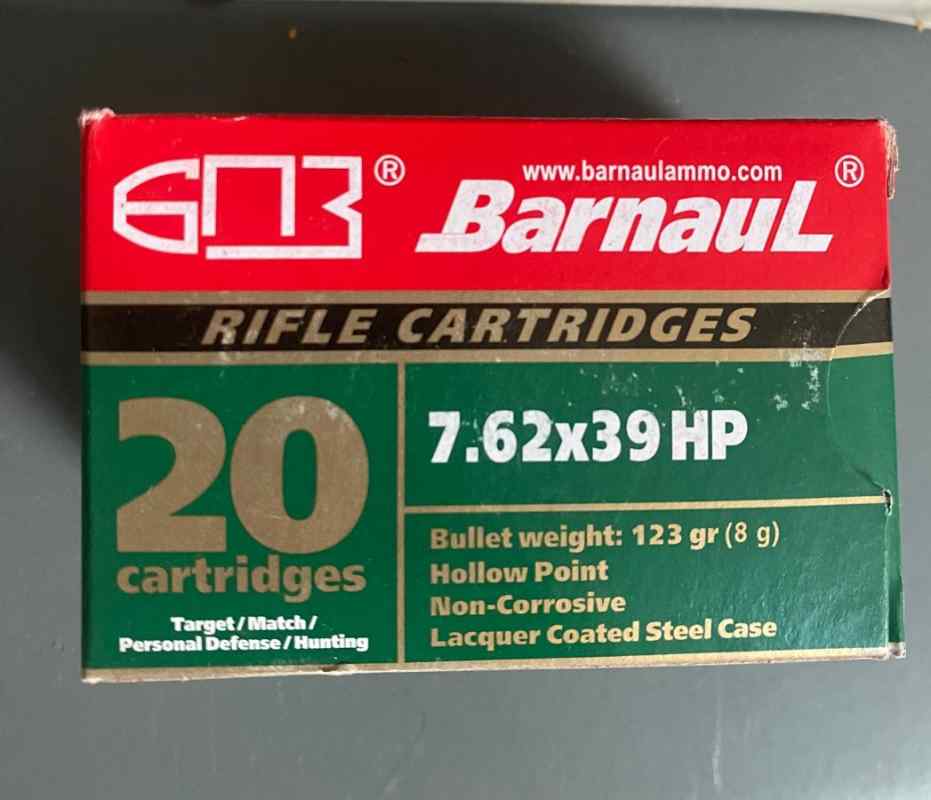 БПЗ®
www.barnaulammo.com ®
Barnaul
RIFLE CARTRIDGES
20
cartridges
Target/Match/
Personal Defense/Hunting
7.62x39 HP
Bullet weight: 123 gr (8 g)
Hollow Point
Non-Corrosive
Lacquer Coated Steel Case